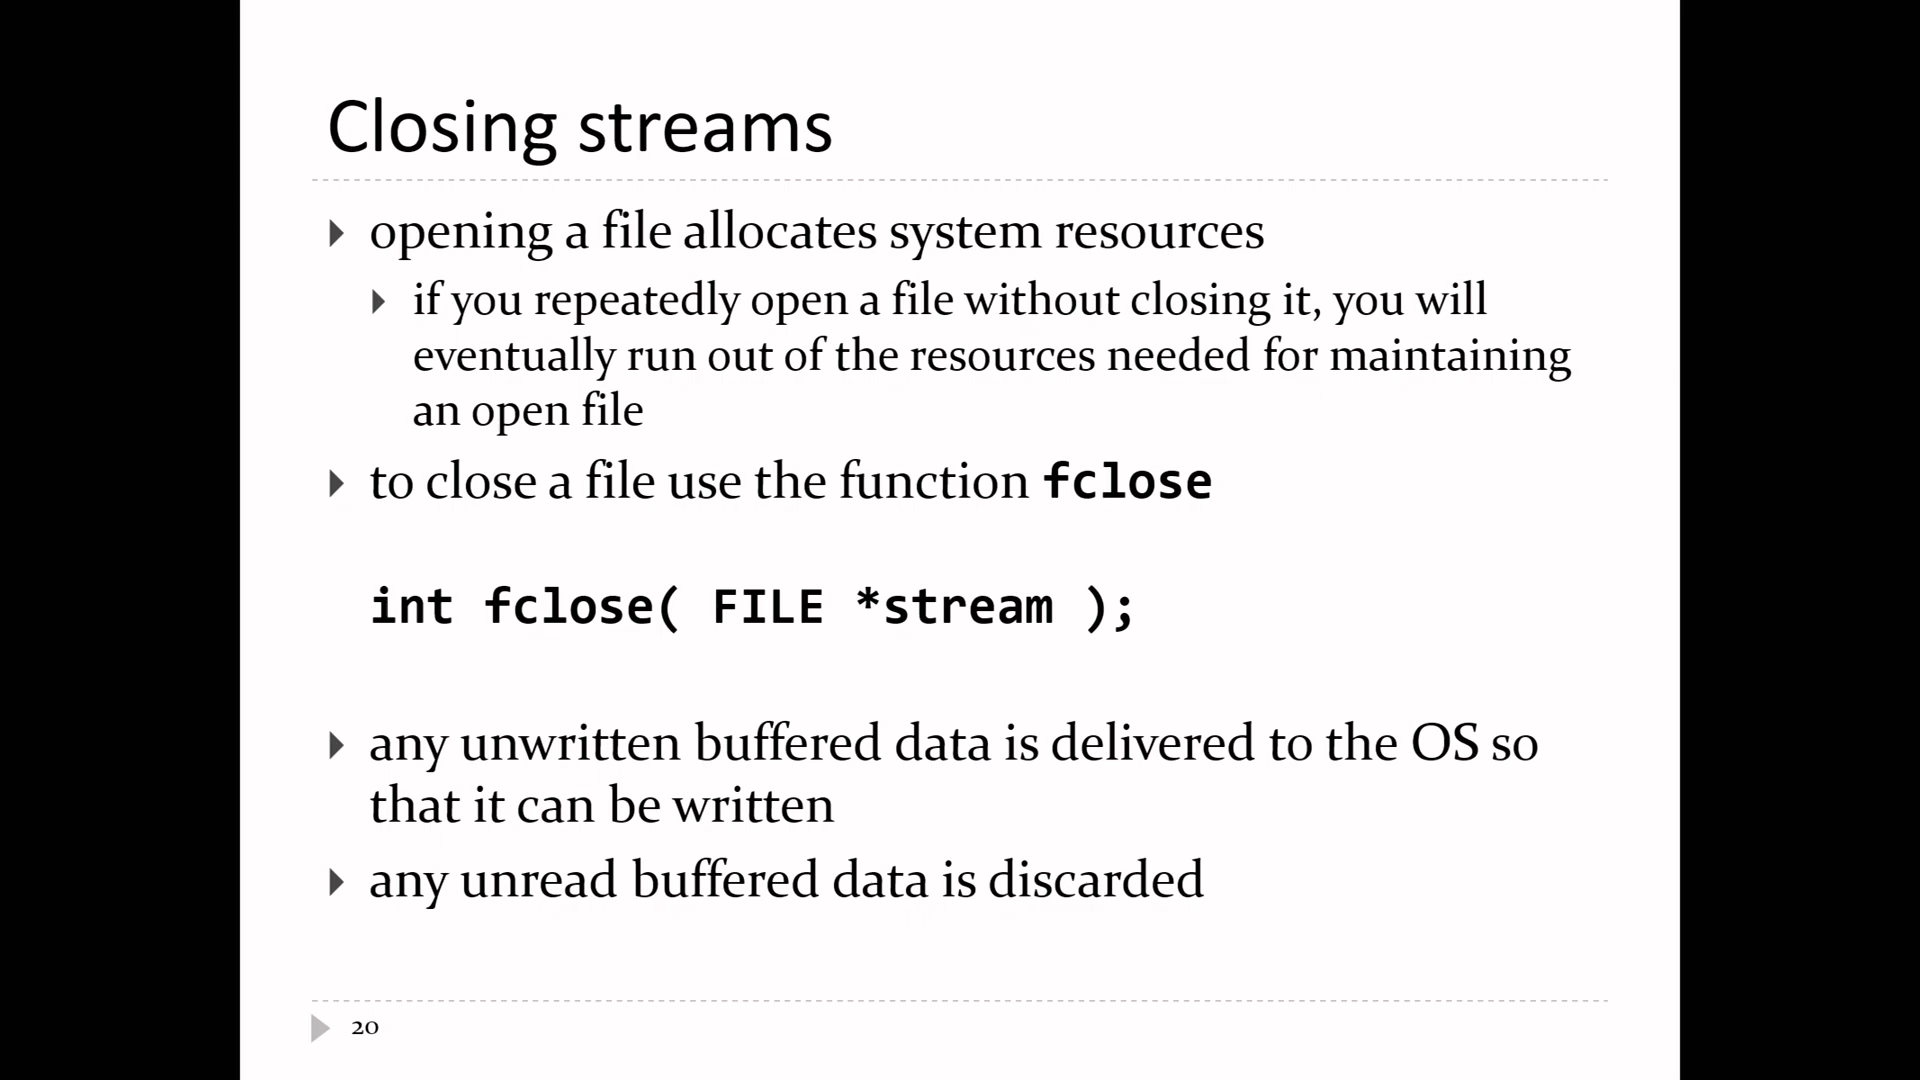 Closing streams
opening a file allocates system resources
if you repeatedly open a file without closing it, you will
eventually run out of the resources needed for maintaining
an open file
to close a file use the function fclose
int fclose( FILE *stream );
any unwritten buffered data is delivered to the OS so
that it can be written
any unread buffered data is discarded
20